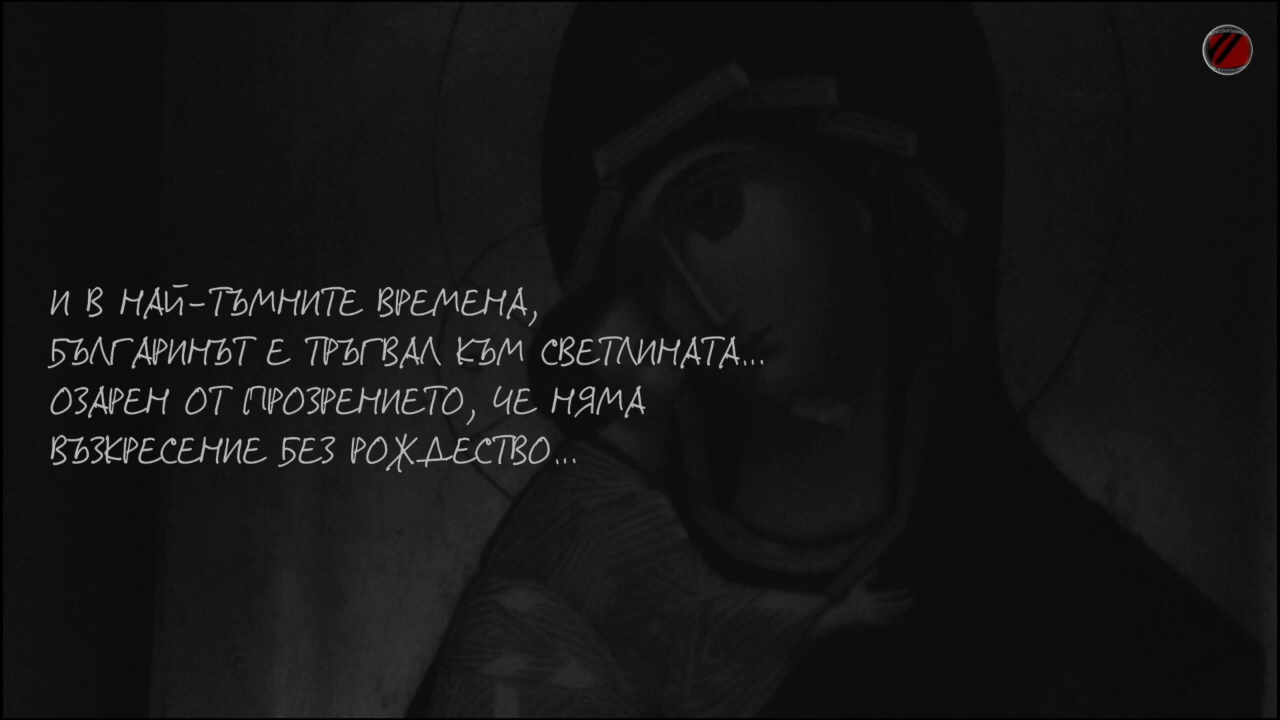 И В НАЙ-ТЪМНИТЕ ВРЕМЕНА,
БЪЛГАРИНЪТ Е ТРЪГВАЛ КЪМ СВЕТЛИНАТА...
ОЗАРЕН ОТ ПРОЗРЕНИЕТО, ЧЕ НЯМА
ВЪЗКРЕСЕНИЕ БЕЗ РОЖДЕСТВО...